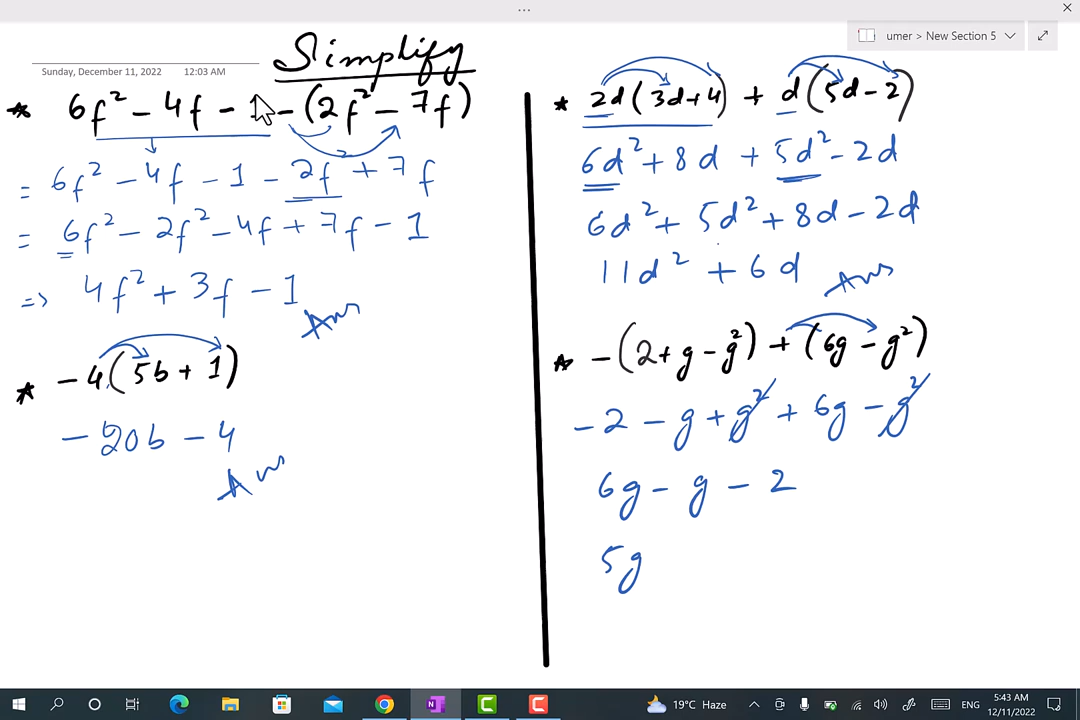 umer > New Section 5
Simplify
Sunday, December 11, 2022 12:03 AM
6f² - 4f - 1 - (2f² - 7f)
= 6f² - 4f - 1 - 2f² + 7f
= 6f² - 2f² - 4f + 7f - 1
=> 4f² + 3f - 1
Ans
-4(5b + 1)
-20b - 4
Ans
2d(3d+4) + d(5d-2)
6d² + 8d + 5d² - 2d
6d² + 5d² + 8d - 2d
11d² + 6d
Ans
-(2+g-g²) + (6g-g²)
-2 - g + g² + 6g - g²
6g - g - 2
5g
19°C Haze
ENG
5:43 AM
12/11/2022